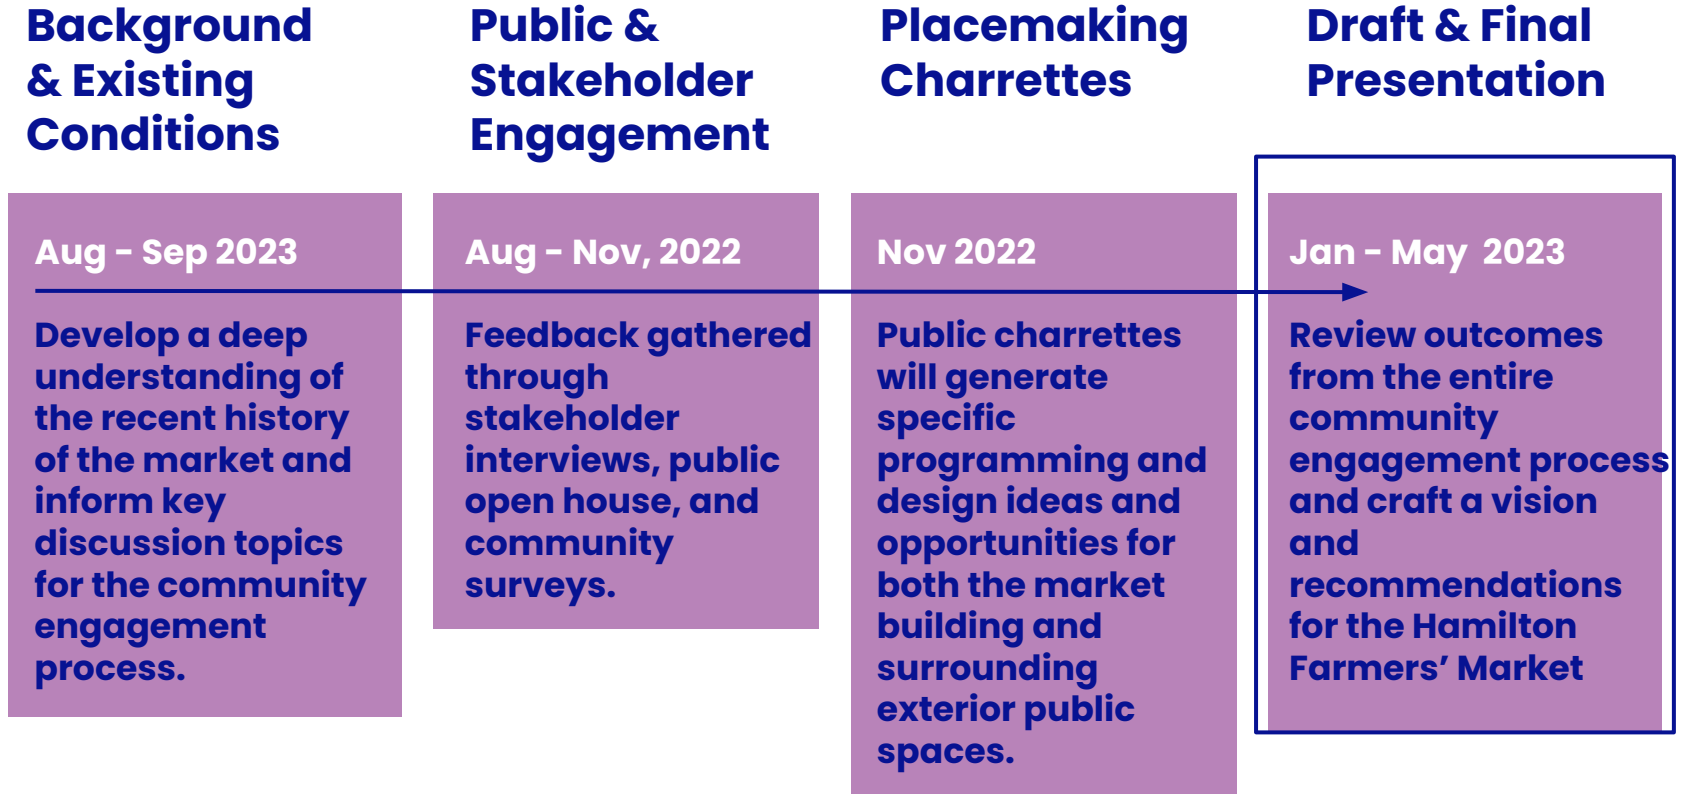 Background
& Existing
Conditions
Aug - Sep 2023
Develop a deep
understanding of
the recent history
of the market and
inform key
discussion topics
for the community
engagement
process.
Public &
Stakeholder
Engagement
Aug - Nov, 2022
Feedback gathered
through
stakeholder
interviews, public
open house, and
community
surveys.
Placemaking
Charrettes
Nov 2022
Public charrettes
will generate
specific
programming and
design ideas and
opportunities for
both the market
building and
surrounding
exterior public
spaces.
Draft & Final
Presentation
Jan - May 2023
Review outcomes
from the entire
community
engagement process
and craft a vision
and
recommendations
for the Hamilton
Farmers’ Market